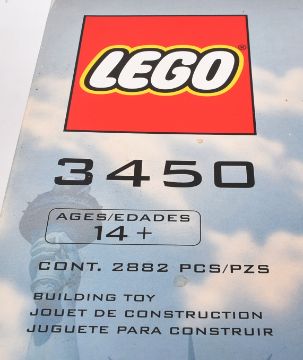 LEGO®
3450
AGES/EDADES
14+
CONT. 2882 PCS/PZS
BUILDING TOY
JOUET DE CONSTRUCTION
JUGUETE PARA CONSTRUIR